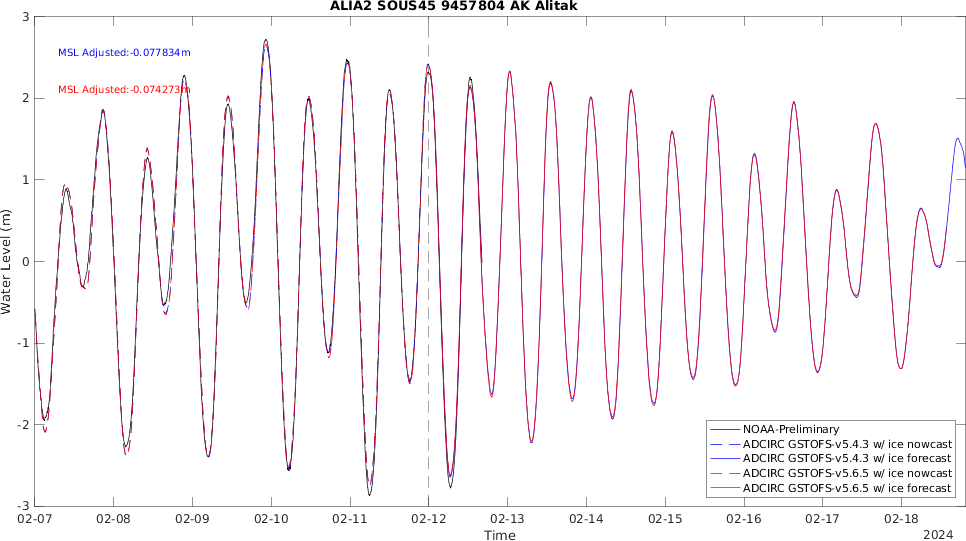 ALIA2 SOUS45 9457804 AK Alitak
3
2
1
0
-1
-2
-3
Water Level (m)
MSL Adjusted:-0.077834m
MSL Adjusted:-0.074273m
NOAA-Preliminary
ADCIRC GSTOFS-v5.4.3 w/ ice nowcast
ADCIRC GSTOFS-v5.4.3 w/ ice forecast
ADCIRC GSTOFS-v5.6.5 w/ ice nowcast
ADCIRC GSTOFS-v5.6.5 w/ ice forecast
02-07 02-08 02-09 02-10 02-11 02-12 02-13 02-14 02-15 02-16 02-17 02-18
Time
2024